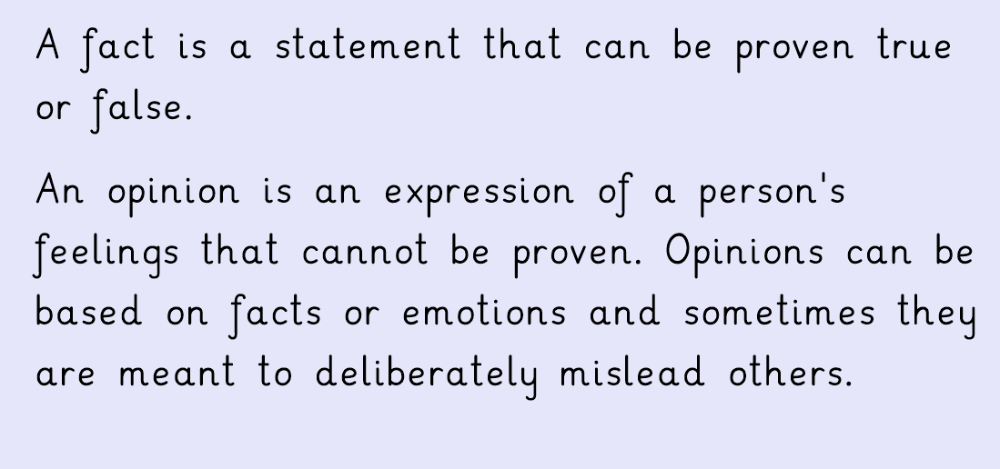 A fact is a statement that can be proven true
or false.
An opinion is an expression of a person's
feelings that cannot be proven. Opinions can be
based on facts or emotions and sometimes they
are meant to deliberately mislead others.